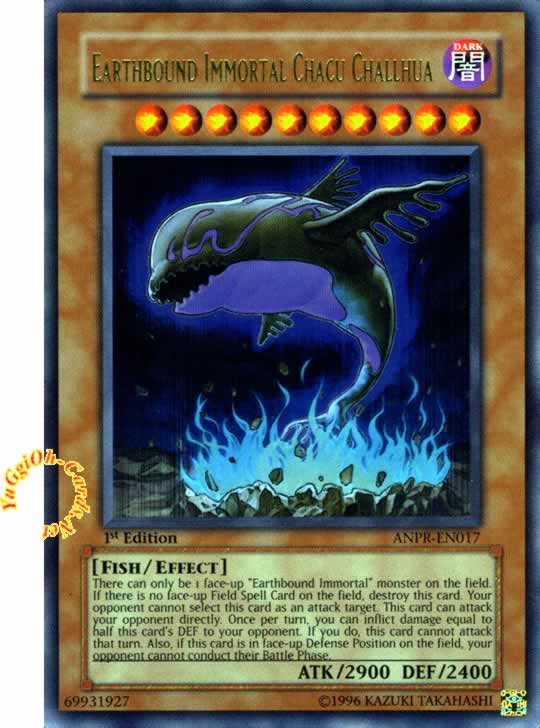 Earthbound Immortal Chacu Challhua
DARK
闇
YuGgiOh-Cards.Net
1st Edition
ANPR-EN017
[Fish/Effect]
There can only be 1 face-up "Earthbound Immortal" monster on the field.
If there is no face-up Field Spell Card on the field, destroy this card. Your
opponent cannot select this card as an attack target. This card can attack
your opponent directly. Once per turn, you can inflict damage equal to
half this card's DEF to your opponent. If you do, this card cannot attack
that turn. Also, if this card is in face-up Defense Position on the field, your
opponent cannot conduct their Battle Phase.
ATK/2900 DEF/2400
69931927
©1996 KAZUKI TAKAHASHI